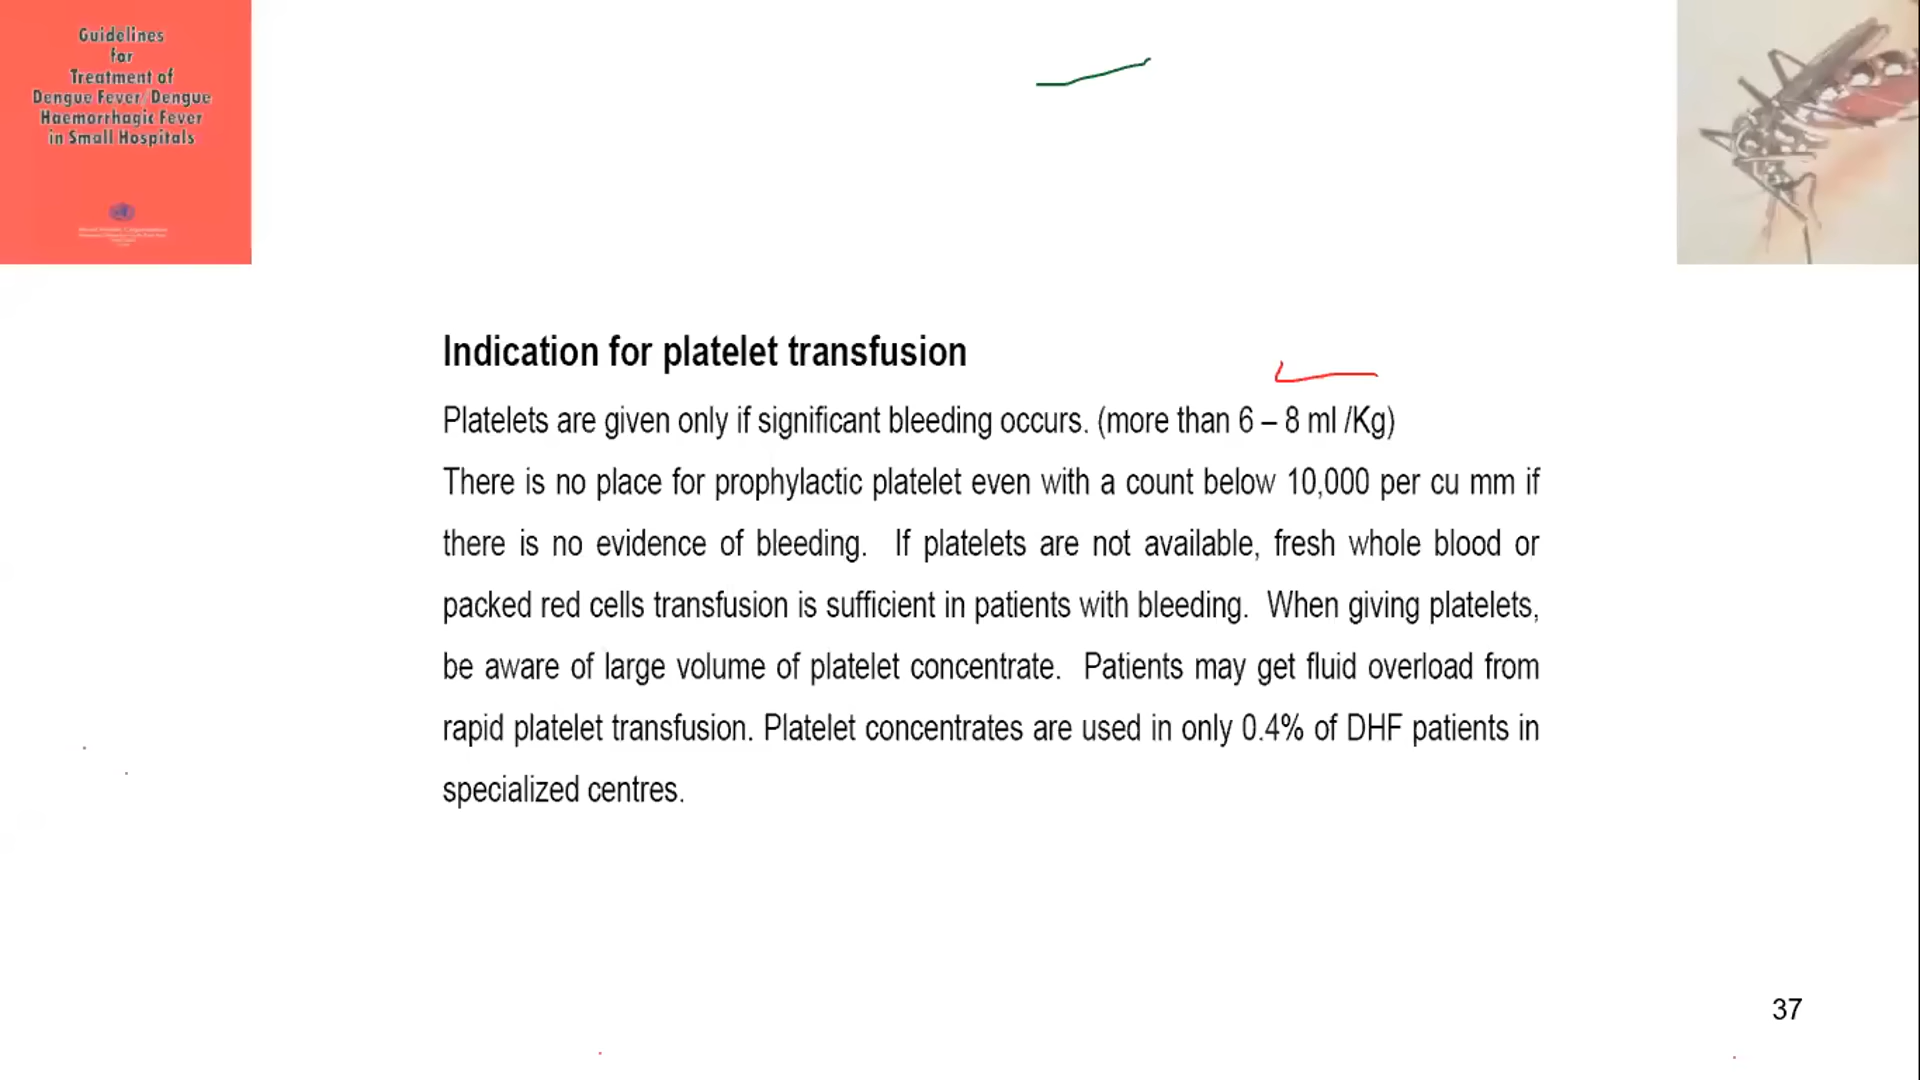 Guidelines
for
Treatment of
Dengue Fever/Dengue
Haemorrhagic Fever
in Small Hospitals
Indication for platelet transfusion
Platelets are given only if significant bleeding occurs. (more than 6 – 8 ml /Kg)
There is no place for prophylactic platelet even with a count below 10,000 per cu mm if
there is no evidence of bleeding. If platelets are not available, fresh whole blood or
packed red cells transfusion is sufficient in patients with bleeding. When giving platelets,
be aware of large volume of platelet concentrate. Patients may get fluid overload from
rapid platelet transfusion. Platelet concentrates are used in only 0.4% of DHF patients in
specialized centres.
37